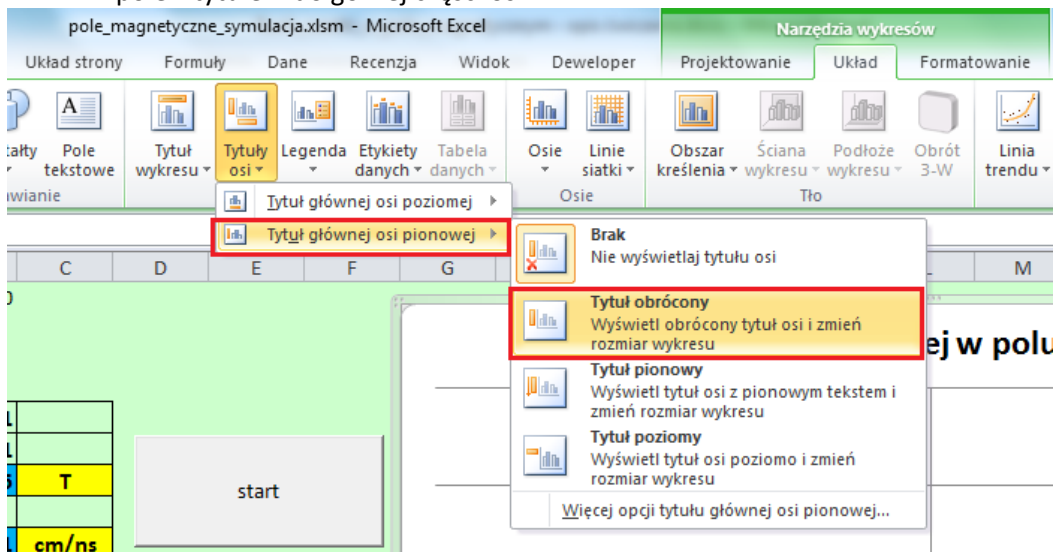 pole_magnetyczne_symulacja.xlsm - Microsoft Excel
Narzędzia wykresów
Układ strony Formuły Dane Recenzja Widok Deweloper Projektowanie Układ Formatowanie
Pole tekstowe
Tytuł wykresu
Tytuły osi
Legenda
Etykiety danych
Tabela danych
Osie
Linie siatki
Obszar kreślenia
Ściana wykresu
Podłoże wykresu
Obrót 3-W
Linia trendu
Osie
Tło
Tytuł głównej osi poziomej
Tytuł głównej osi pionowej
Brak
Nie wyświetlaj tytułu osi
Tytuł obrócony
Wyświetl obrócony tytuł osi i zmień
rozmiar wykresu
Tytuł pionowy
Wyświetl tytuł osi z pionowym tekstem i
zmień rozmiar wykresu
Tytuł poziomy
Wyświetl tytuł osi poziomo i zmień
rozmiar wykresu
Więcej opcji tytułu głównej osi pionowej...
C D E F G M
ej w polu
T
start
cm/ns